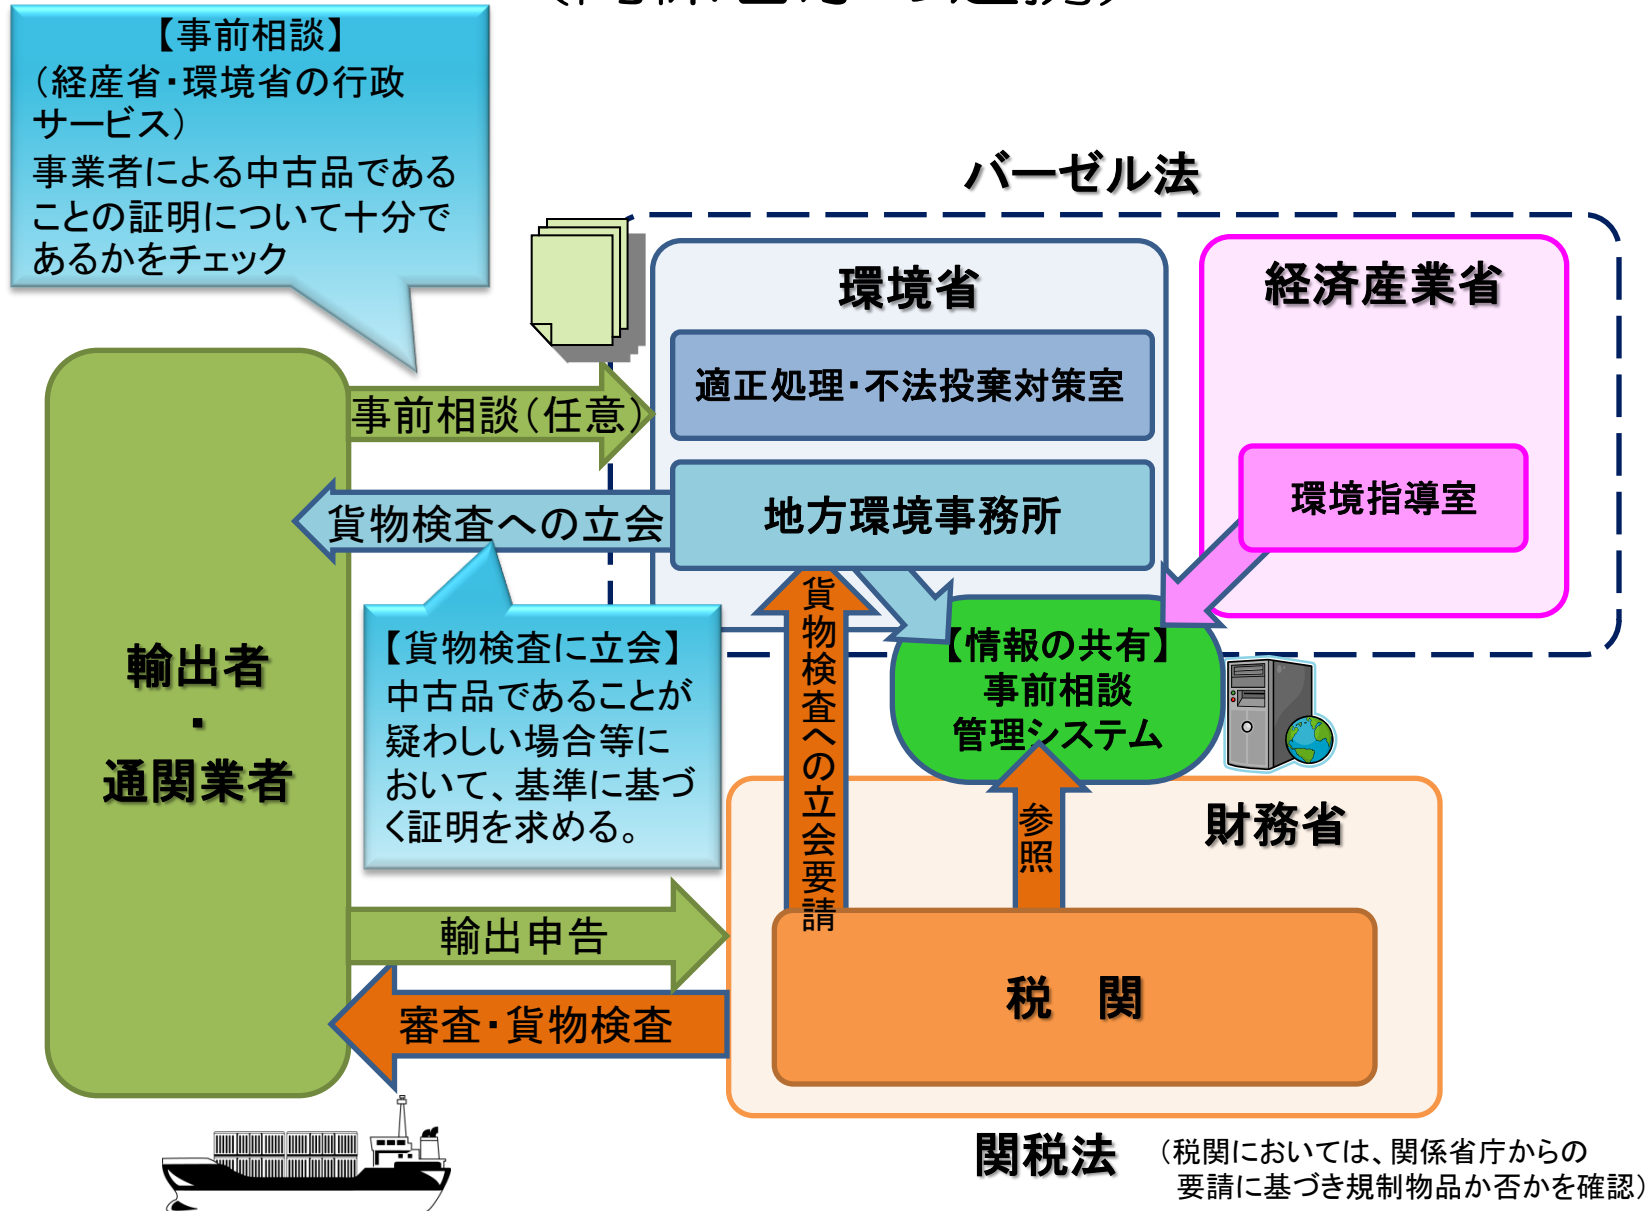 【事前相談】
（経産省・環境省の行政
サービス）
事業者による中古品である
ことの証明について十分で
あるかをチェック
バーゼル法
環境省
経済産業省
適正処理・不法投棄対策室
事前相談（任意）
地方環境事務所
環境指導室
貨物検査への立会
【貨物検査に立会】
中古品であることが
疑わしい場合等に
おいて、基準に基づ
く証明を求める。
貨物検査への立会要請
【情報の共有】
事前相談
管理システム
輸出者
・
通関業者
参照
財務省
輸出申告
税　関
審査・貨物検査
関税法
（税関においては、関係省庁からの
要請に基づき規制物品か否かを確認）